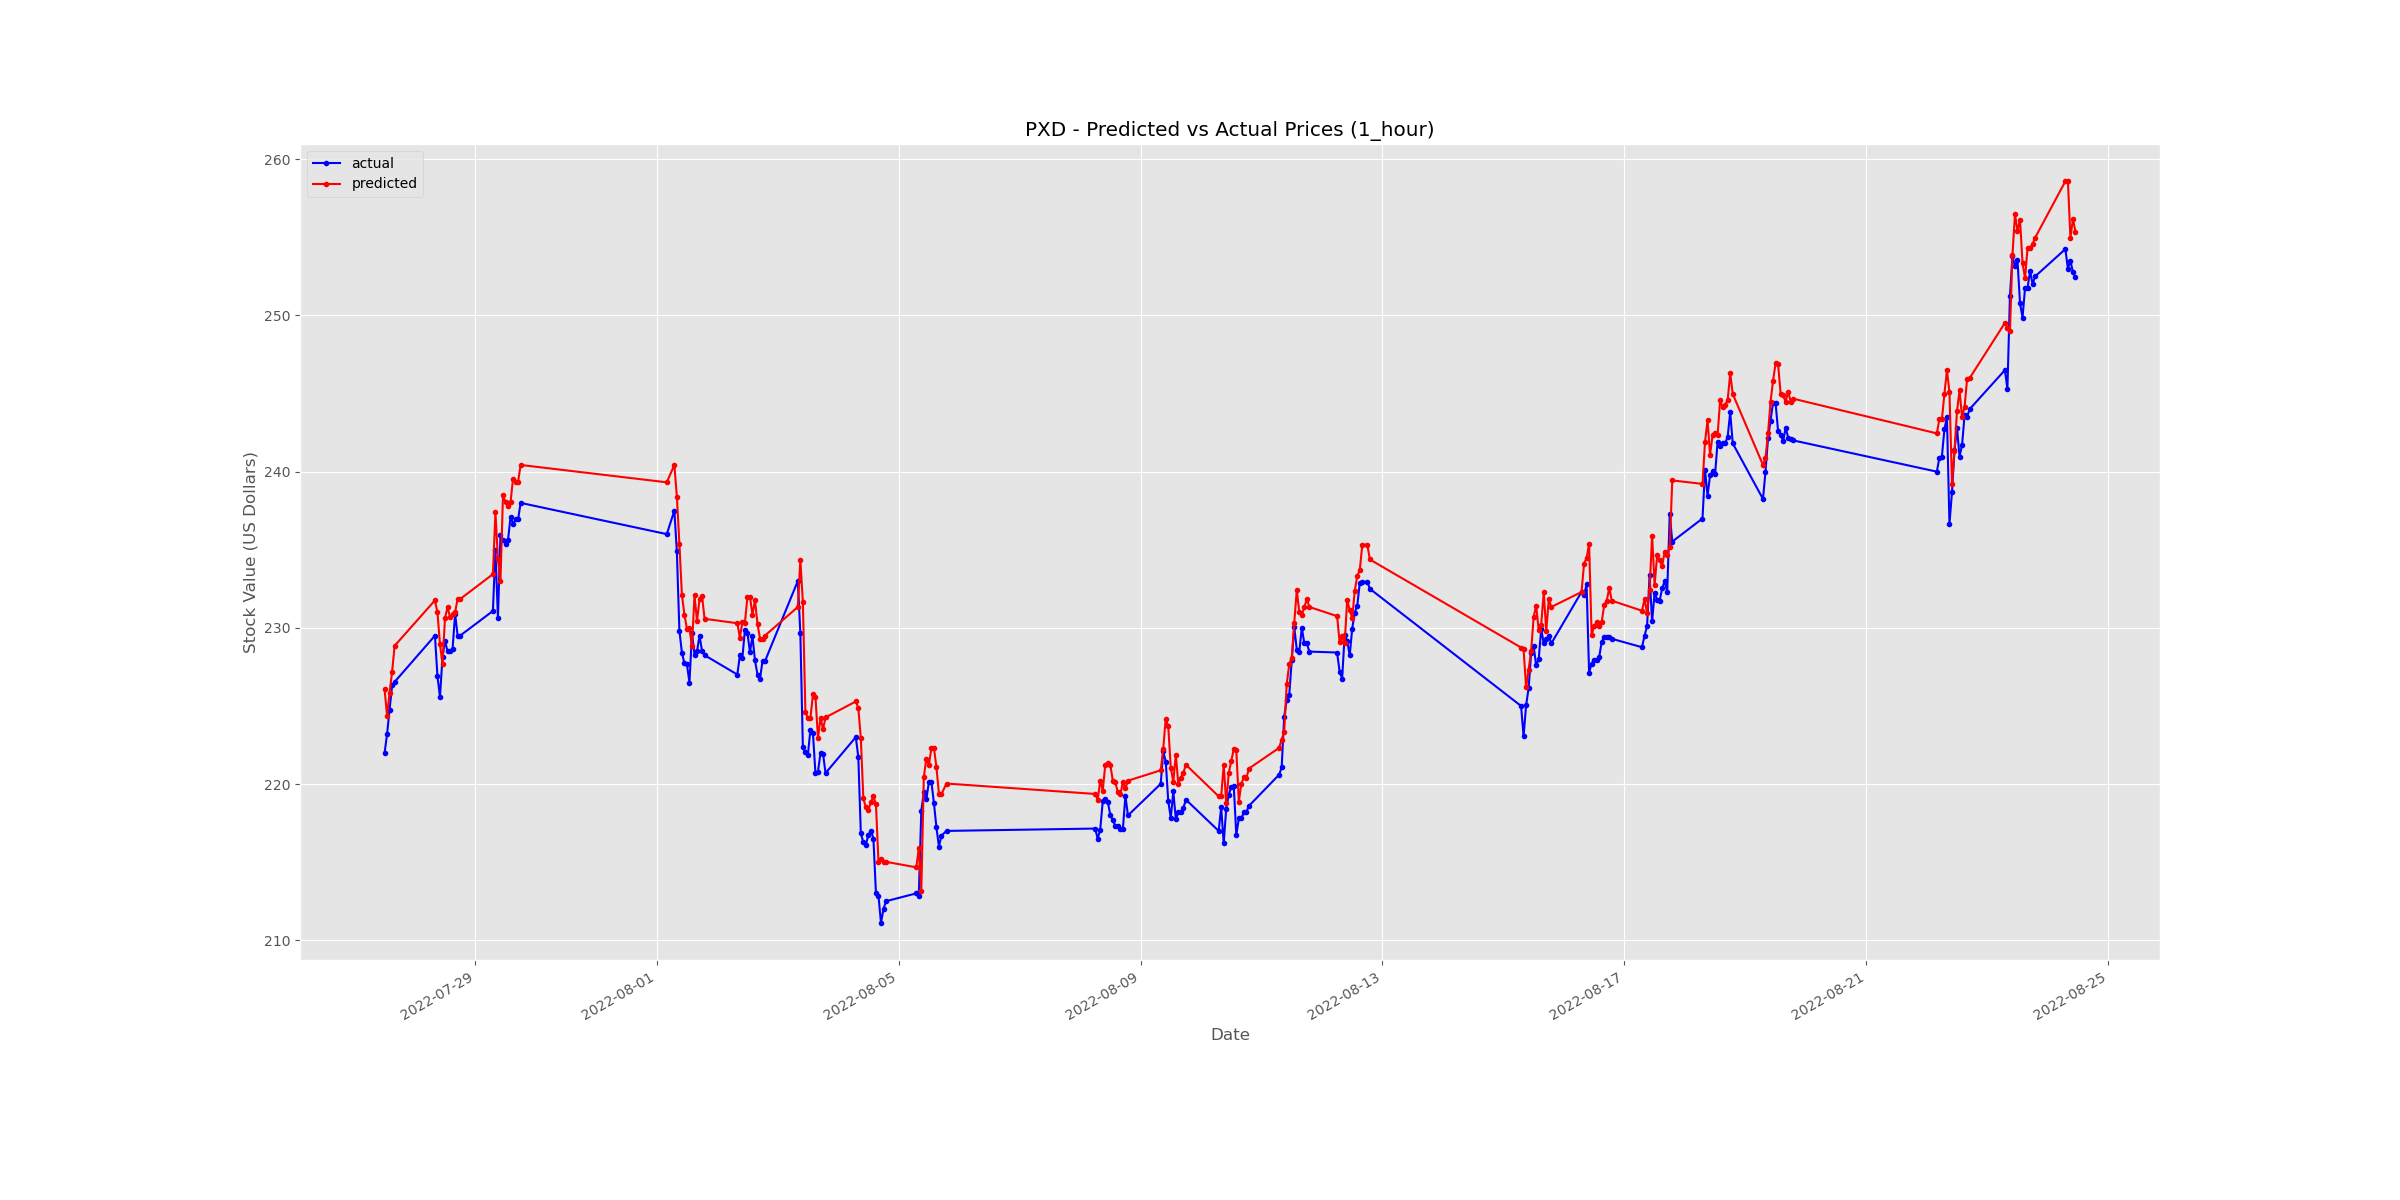 PXD - Predicted vs Actual Prices (1_hour)
actual
predicted
Stock Value (US Dollars)
260
250
240
230
220
210
2022-07-29
2022-08-01
2022-08-05
2022-08-09
2022-08-13
2022-08-17
2022-08-21
2022-08-25
Date